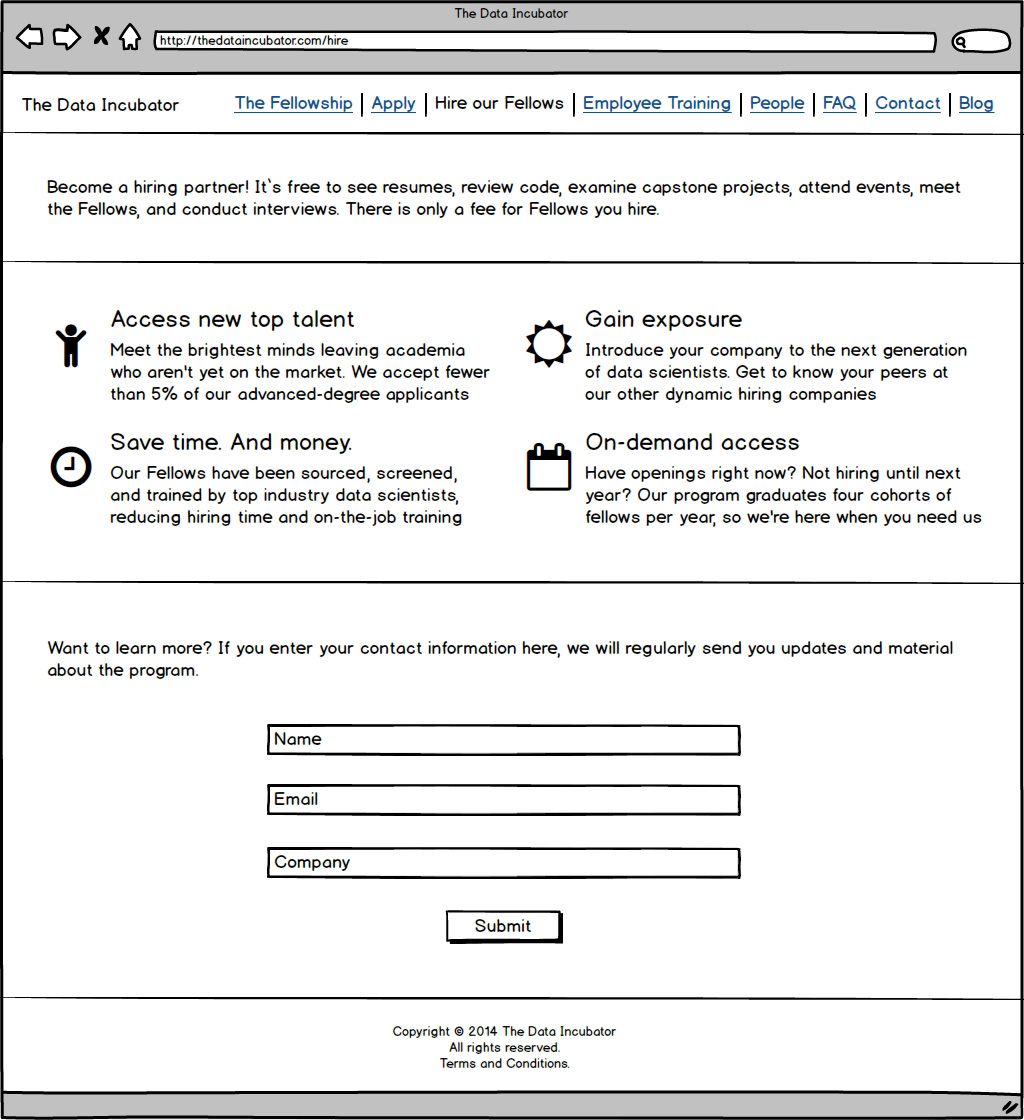 The Data Incubator
http://thedataincubator.com/hire
The Data Incubator
The Fellowship | Apply | Hire our Fellows | Employee Training | People | FAQ | Contact | Blog
Become a hiring partner! It`s free to see resumes, review code, examine capstone projects, attend events, meet
the Fellows, and conduct interviews. There is only a fee for Fellows you hire.
Access new top talent
Meet the brightest minds leaving academia
who aren't yet on the market. We accept fewer
than 5% of our advanced-degree applicants
Gain exposure
Introduce your company to the next generation
of data scientists. Get to know your peers at
our other dynamic hiring companies
Save time. And money.
Our Fellows have been sourced, screened,
and trained by top industry data scientists,
reducing hiring time and on-the-job training
On-demand access
Have openings right now? Not hiring until next
year? Our program graduates four cohorts of
fellows per year, so we're here when you need us
Want to learn more? If you enter your contact information here, we will regularly send you updates and material
about the program.
Name
Email
Company
Submit
Copyright © 2014 The Data Incubator
All rights reserved.
Terms and Conditions.